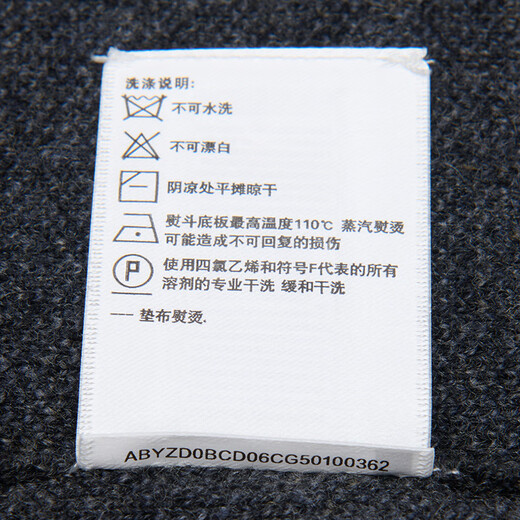 洗涤说明:
不可水洗
不可漂白
阴凉处平摊晾干
熨斗底板最高温度110℃ 蒸汽熨烫
可能造成不可回复的损伤
P
使用四氯乙烯和符号F代表的所有
溶剂的专业干洗 缓和干洗
--- 垫布熨烫.
ABYZD0BCD06CG50100362